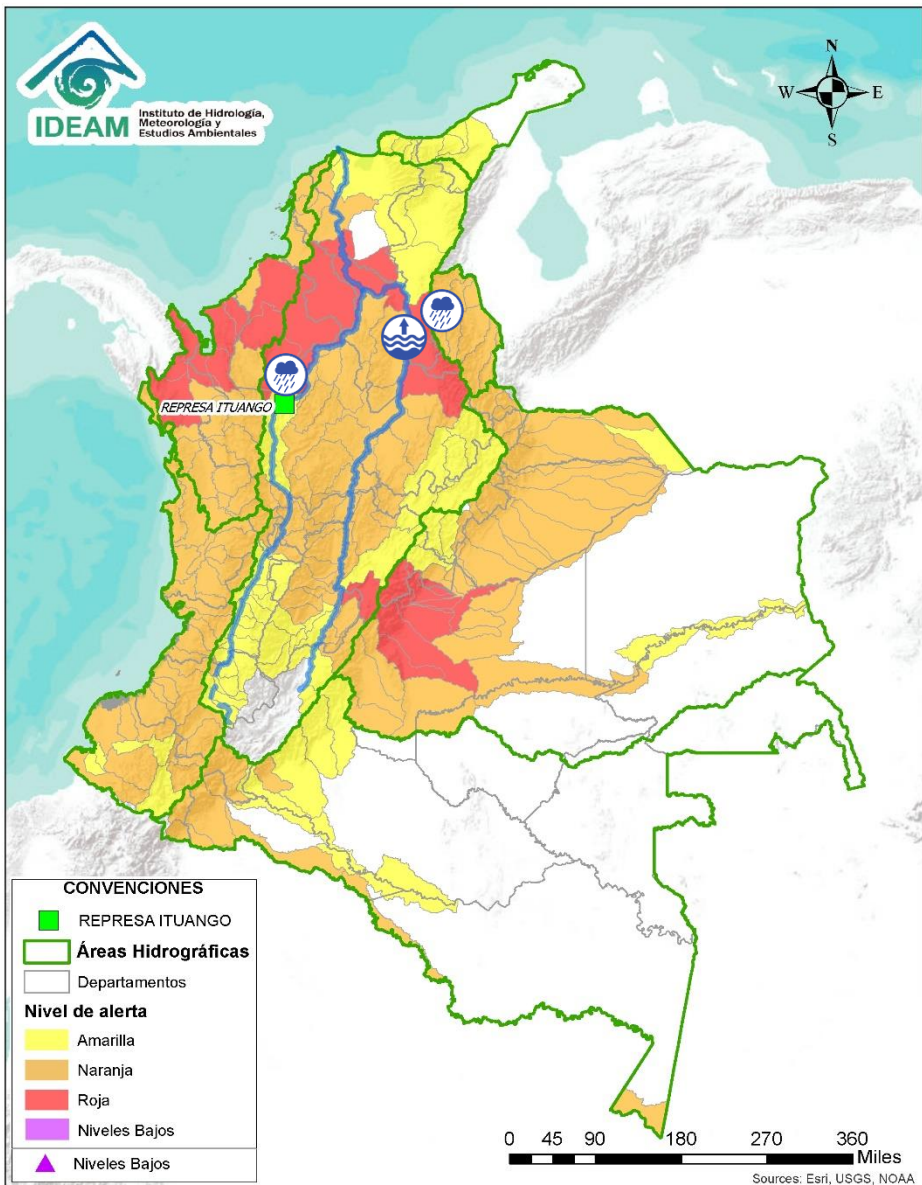 IDEAM
Instituto de Hidrología,
Meteorología y
Estudios Ambientales
N
W
E
S
REPRESA ITUANGO
CONVENCIONES
REPRESA ITUANGO
Áreas Hidrográficas
Departamentos
Nivel de alerta
Amarilla
Naranja
Roja
Niveles Bajos
Niveles Bajos
0 45 90 180 270 360
Miles
Sources: Esri, USGS, NOAA